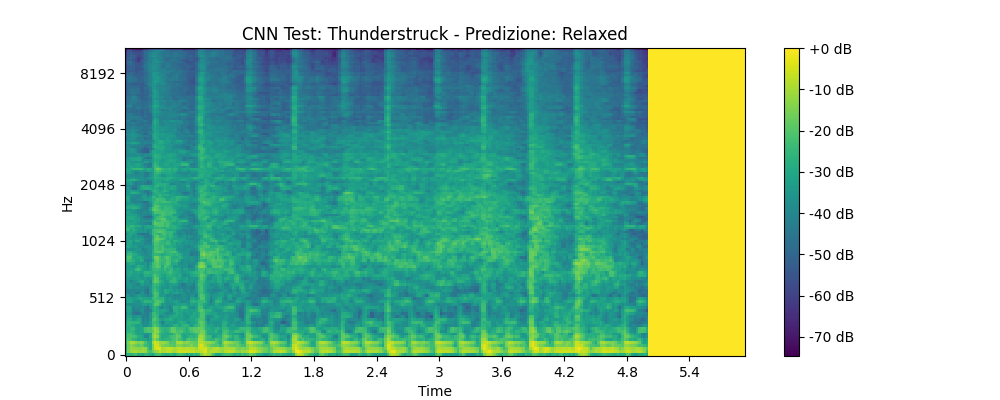 CNN Test: Thunderstruck - Predizione: Relaxed
8192
4096
2048
1024
512
0
Hz
0 0.6 1.2 1.8 2.4 3 3.6 4.2 4.8 5.4
Time
+0 dB
-10 dB
-20 dB
-30 dB
-40 dB
-50 dB
-60 dB
-70 dB